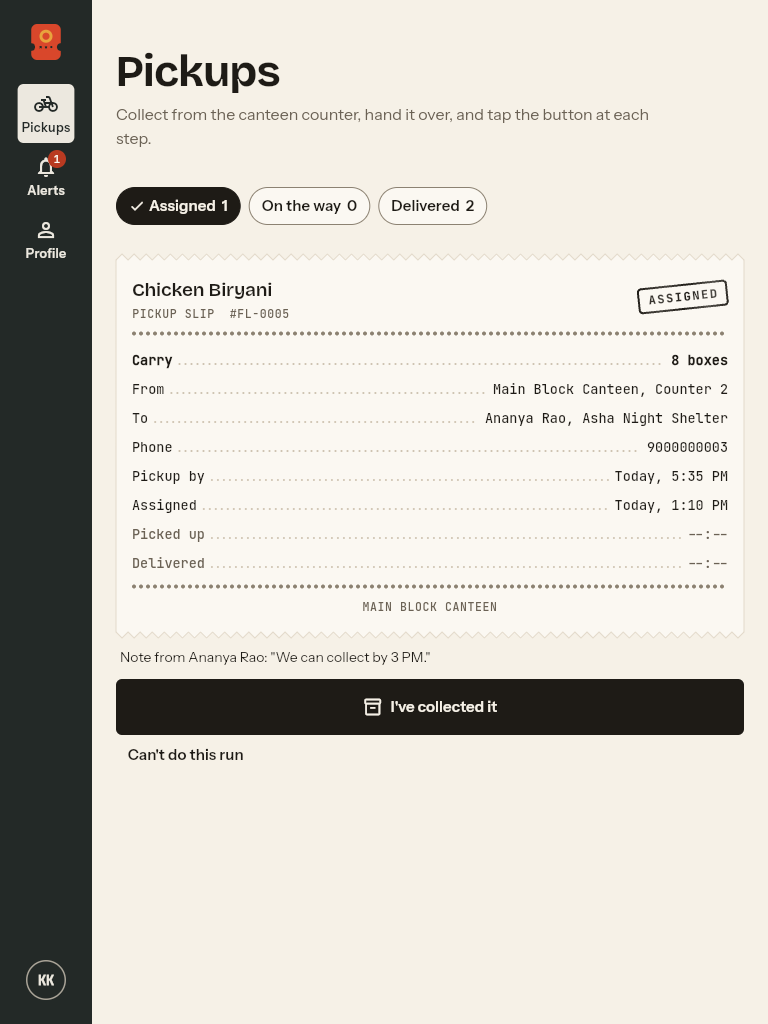 Pickups
Alerts
1
Profile
KK
Pickups
Collect from the canteen counter, hand it over, and tap the button at each
step.
Assigned 1
On the way 0
Delivered 2
Chicken Biryani
ASSIGNED
PICKUP SLIP #FL-0005
Carry 8 boxes
From Main Block Canteen, Counter 2
To Ananya Rao, Asha Night Shelter
Phone 9000000003
Pickup by Today, 5:35 PM
Assigned Today, 1:10 PM
Picked up --:--
Delivered --:--
MAIN BLOCK CANTEEN
Note from Ananya Rao: "We can collect by 3 PM."
I've collected it
Can't do this run